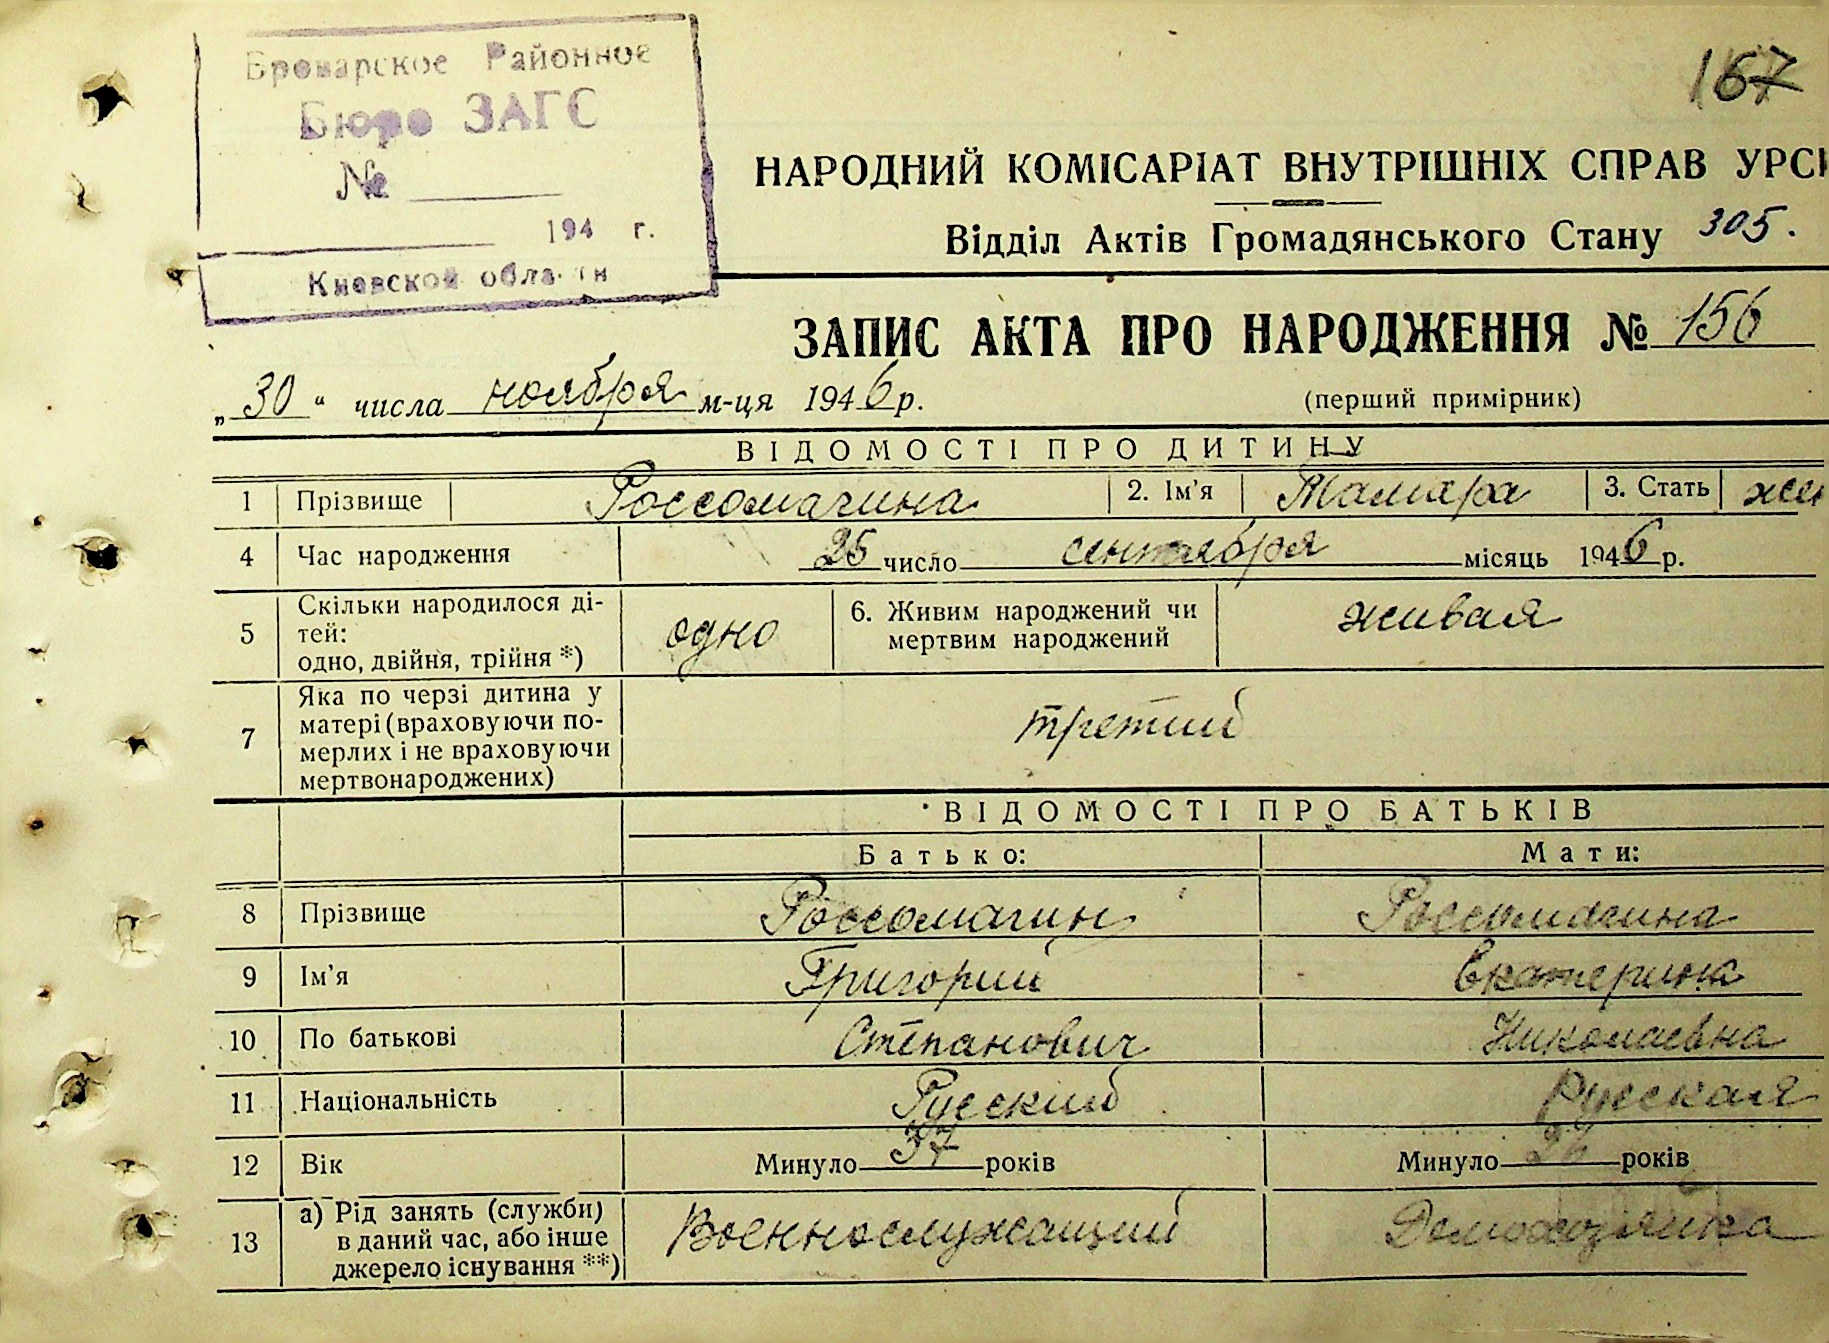 Броварское Районное
Бюро ЗАГС
№
194 г.
Киевской области
167
НАРОДНИЙ КОМІСАРІАТ ВНУТРІШНІХ СПРАВ УРСР
Відділ Актів Громадянського Стану 305.
ЗАПИС АКТА ПРО НАРОДЖЕННЯ № 156
„30“ числа ноября м-ця 1946 р.
(перший примірник)
ВІДОМОСТІ ПРО ДИТИНУ
1 Прізвище Россомагина 2. Ім'я Тамара 3. Стать жен
4 Час народження 25 число сентября місяць 1946 р.
5 Скільки народилося ді-
тей:
одно, двійня, трійня *) одно 6. Живим народжений чи
мертвим народжений живая
7 Яка по черзі дитина у
матері (враховуючи по-
мерлих і не враховуючи
мертвонароджених) третий
ВІДОМОСТІ ПРО БАТЬКІВ
Батько: Мати:
8 Прізвище Россомагин Россомагина
9 Ім'я Григорий Екатерина
10 По батькові Степанович Николаевна
11 Національність Русский Русская
12 Вік Минуло 37 років Минуло років
13 а) Рід занять (служби)
в даний час, або інше
джерело існування **) Военнослужащий Домохозяйка